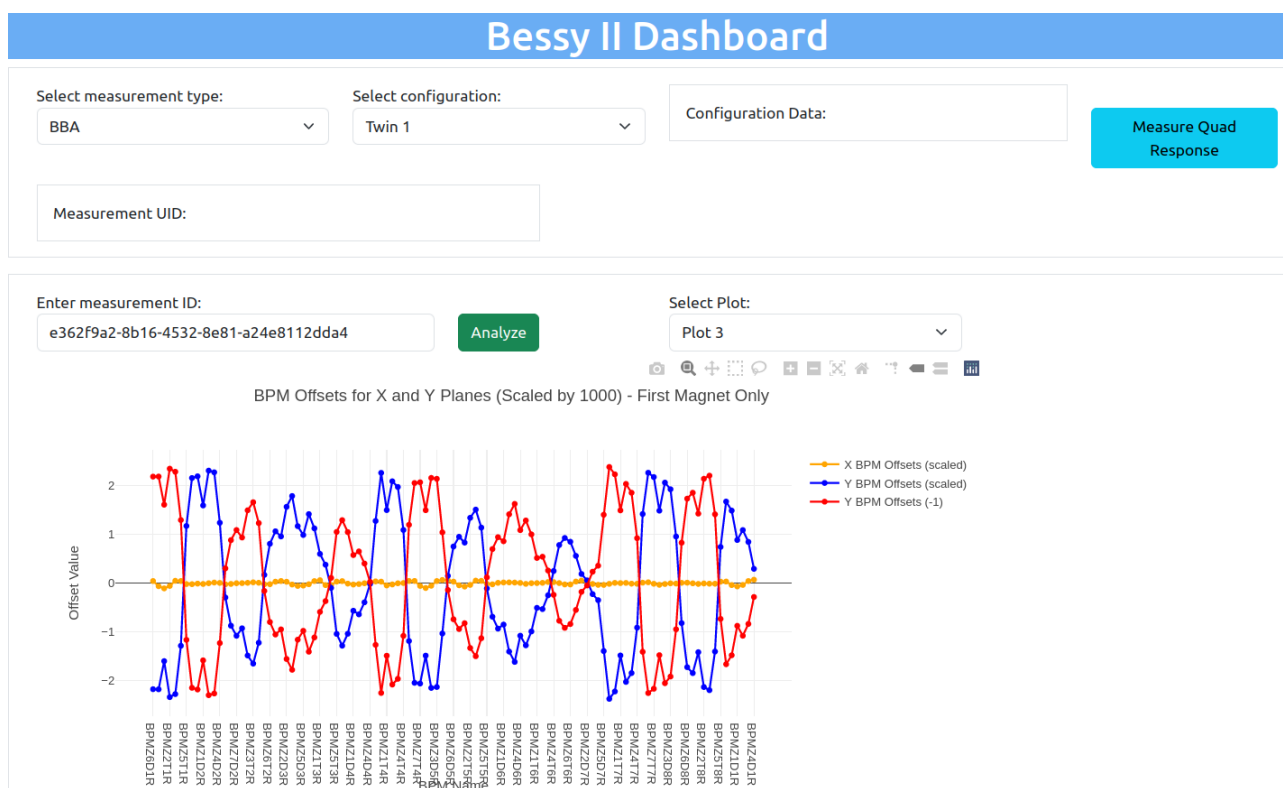 Bessy II Dashboard
Select measurement type:
BBA
Select configuration:
Twin 1
Configuration Data:
Measure Quad
Response
Measurement UID:
Enter measurement ID:
e362f9a2-8b16-4532-8e81-a24e8112dda4
Analyze
Select Plot:
Plot 3
BPM Offsets for X and Y Planes (Scaled by 1000) - First Magnet Only
X BPM Offsets (scaled)
Y BPM Offsets (scaled)
Y BPM Offsets (-1)
Offset Value
2
1
0
−1
−2
BPMZ6D1R
BPMZ2T1R
BPMZ5T1R
BPMZ1D2R
BPMZ4D2R
BPMZ7D2R
BPMZ3T2R
BPMZ6T2R
BPMZ2D3R
BPMZ5D3R
BPMZ1T3R
BPMZ5T3R
BPMZ1D4R
BPMZ4D4R
BPMZ1T4R
BPMZ4T4R
BPMZ7T4R
BPMZ3D5R
BPMZ6D5R
BPMZ2T5R
BPMZ5T5R
BPMZ1D6R
BPMZ4D6R
BPMZ1T6R
BPMZ4T6R
BPMZ6T6R
BPMZ2D7R
BPMZ5D7R
BPMZ1T7R
BPMZ4T7R
BPMZ7T7R
BPMZ3D8R
BPMZ6D8R
BPMZ2T8R
BPMZ5T8R
BPMZ1D1R
BPMZ4D1R
BPM Name